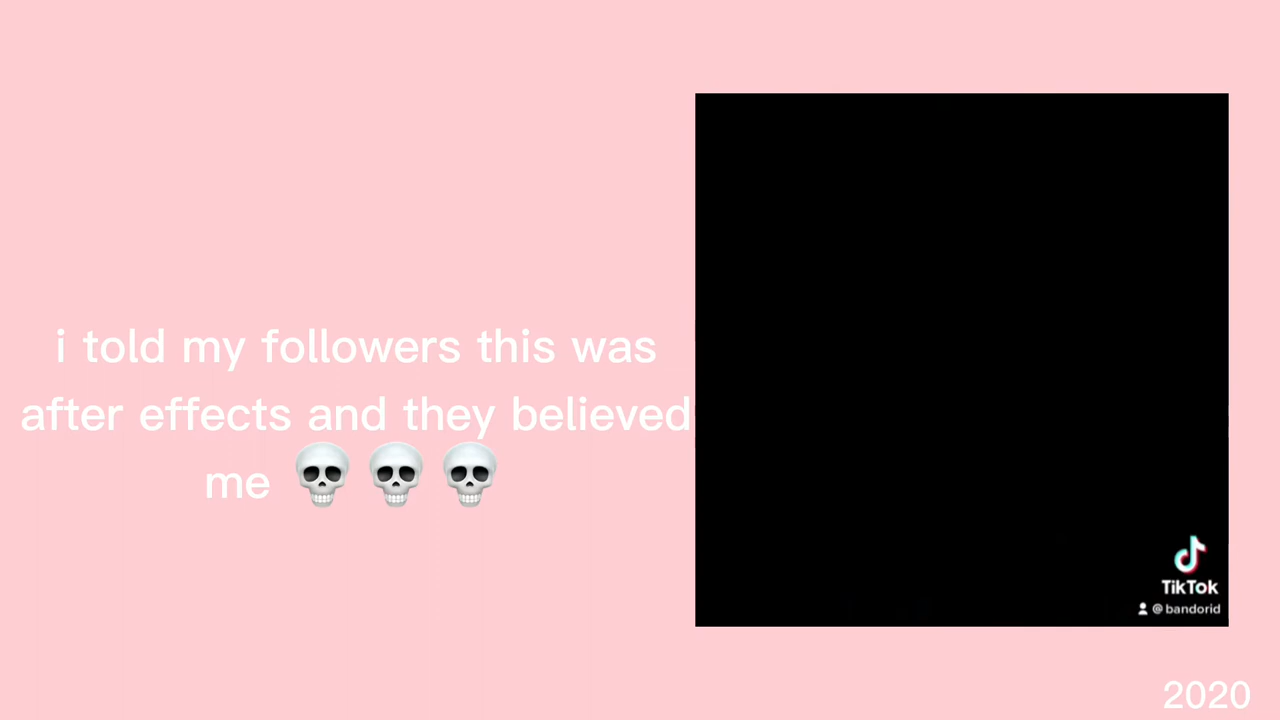 i told my followers this was
after effects and they believed
me 💀 💀 💀
TikTok
@bandorid
2020